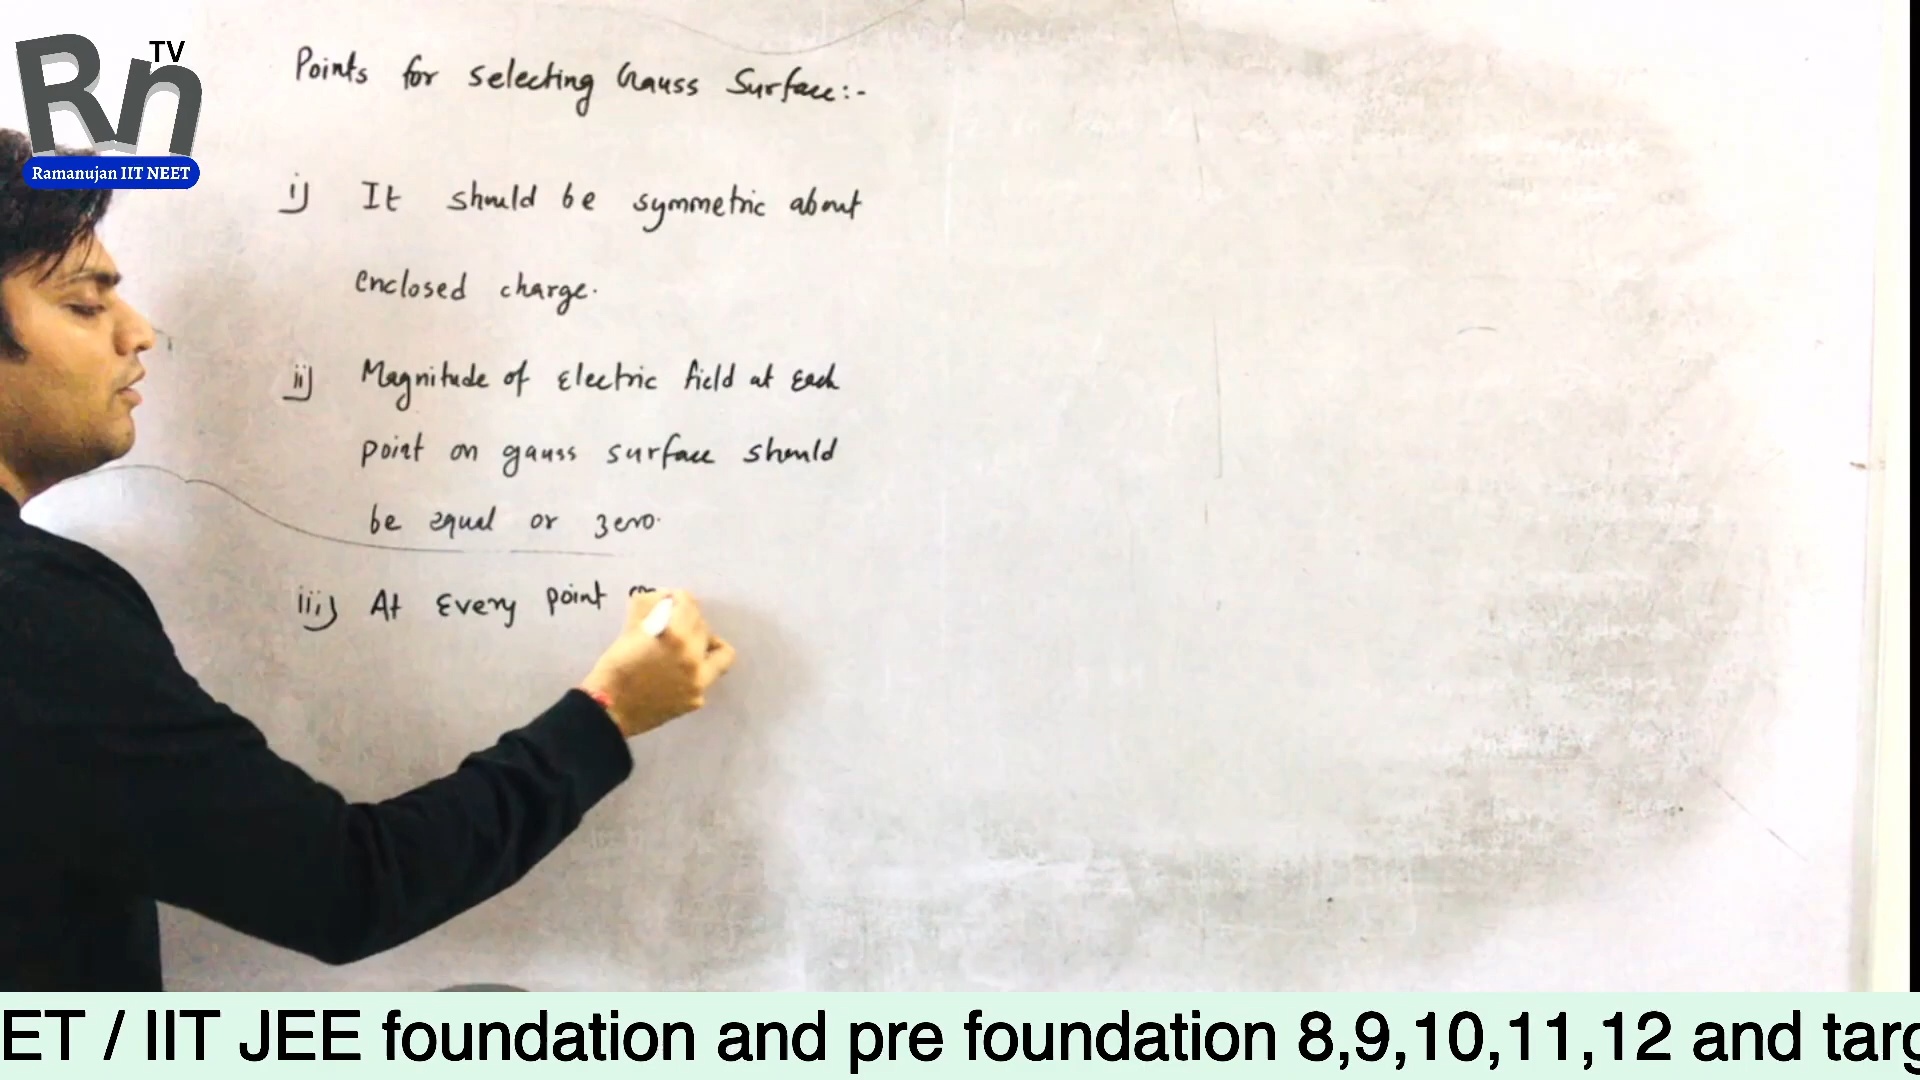 TV
Rn
Ramanujan IIT NEET
Points for selecting Gauss Surface:-
i) It should be symmetric about
enclosed charge.
ii) Magnitude of Electric field at Each
point on gauss surface should
be equal or zero.
iii) At Every point
ET / IIT JEE foundation and pre foundation 8,9,10,11,12 and targ